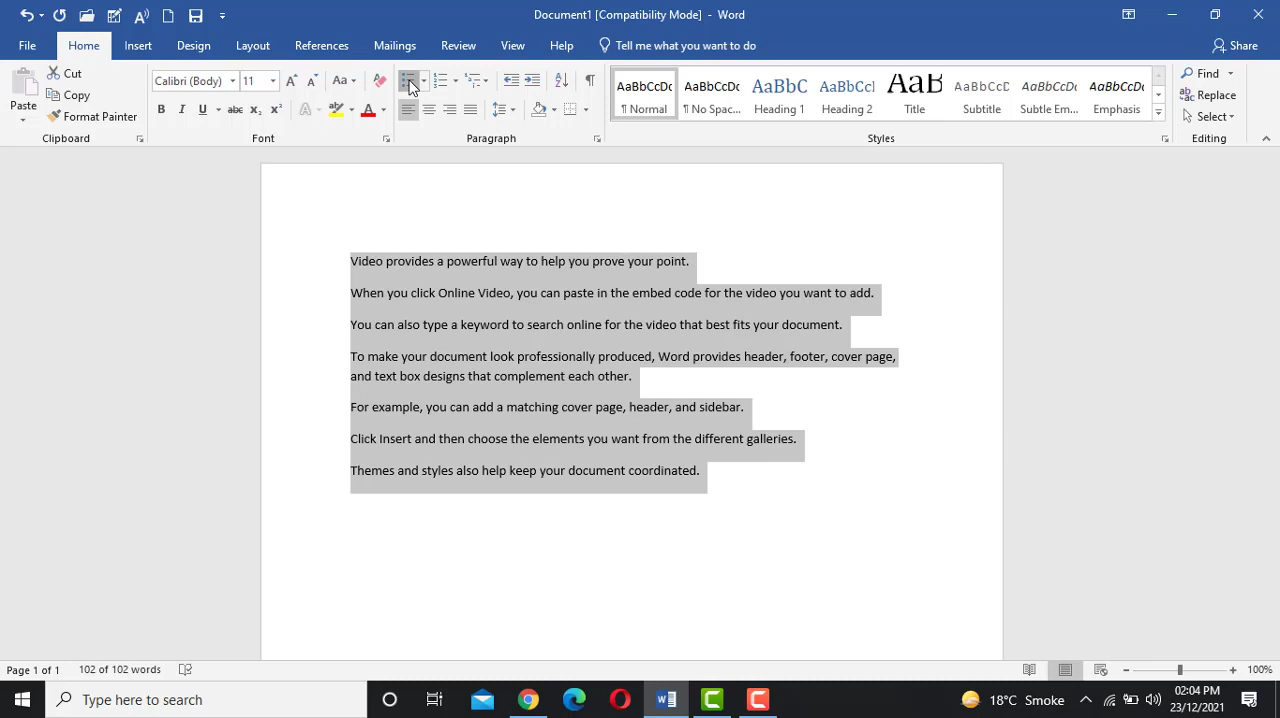 Document1 [Compatibility Mode] - Word
File Home Insert Design Layout References Mailings Review View Help Tell me what you want to do Share
Paste
Cut
Copy
Format Painter
Calibri (Body) 11 Aa
B I U abc x₂ x² A A
AaBbCcDc AaBbCcDc AaBbC AaBbCcI AaB AaBbCcD AaBbCcDc AaBbCcDc
¶ Normal ¶ No Spac... Heading 1 Heading 2 Title Subtitle Subtle Em... Emphasis
Find
Replace
Select
Clipboard Font Paragraph Styles Editing
Video provides a powerful way to help you prove your point.
When you click Online Video, you can paste in the embed code for the video you want to add.
You can also type a keyword to search online for the video that best fits your document.
To make your document look professionally produced, Word provides header, footer, cover page,
and text box designs that complement each other.
For example, you can add a matching cover page, header, and sidebar.
Click Insert and then choose the elements you want from the different galleries.
Themes and styles also help keep your document coordinated.
Page 1 of 1 102 of 102 words 100%
Type here to search
18°C Smoke
02:04 PM
23/12/2021